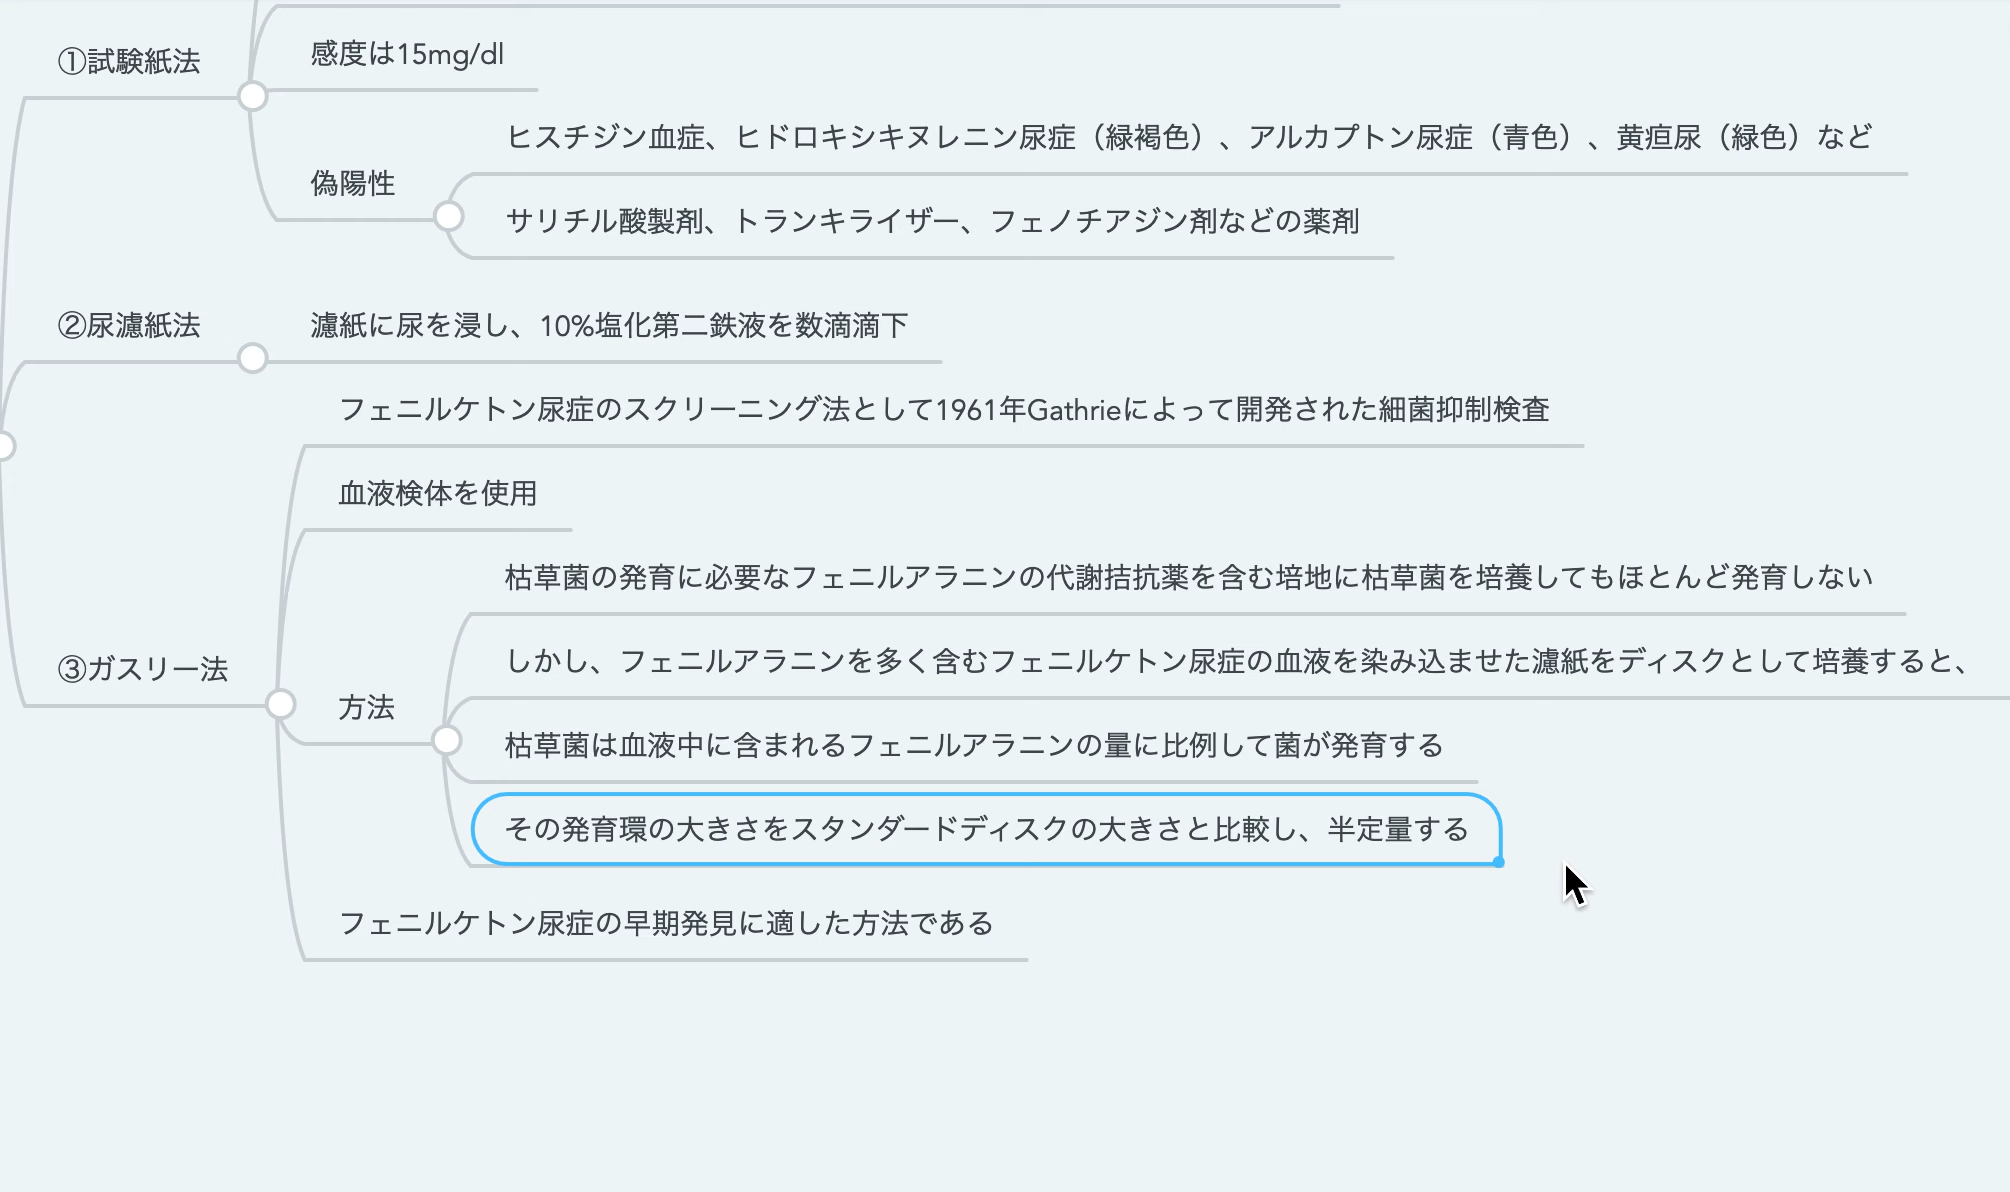 ①試験紙法
感度は15mg/dl
偽陽性
ヒスチジン血症、ヒドロキシキヌレニン尿症（緑褐色）、アルカプトン尿症（青色）、黄疸尿（緑色）など
サリチル酸製剤、トランキライザー、フェノチアジン剤などの薬剤
②尿濾紙法
濾紙に尿を浸し、10%塩化第二鉄液を数滴滴下
③ガスリー法
フェニルケトン尿症のスクリーニング法として1961年Gathrieによって開発された細菌抑制検査
血液検体を使用
方法
枯草菌の発育に必要なフェニルアラニンの代謝拮抗薬を含む培地に枯草菌を培養してもほとんど発育しない
しかし、フェニルアラニンを多く含むフェニルケトン尿症の血液を染み込ませた濾紙をディスクとして培養すると、
枯草菌は血液中に含まれるフェニルアラニンの量に比例して菌が発育する
その発育環の大きさをスタンダードディスクの大きさと比較し、半定量する
フェニルケトン尿症の早期発見に適した方法である